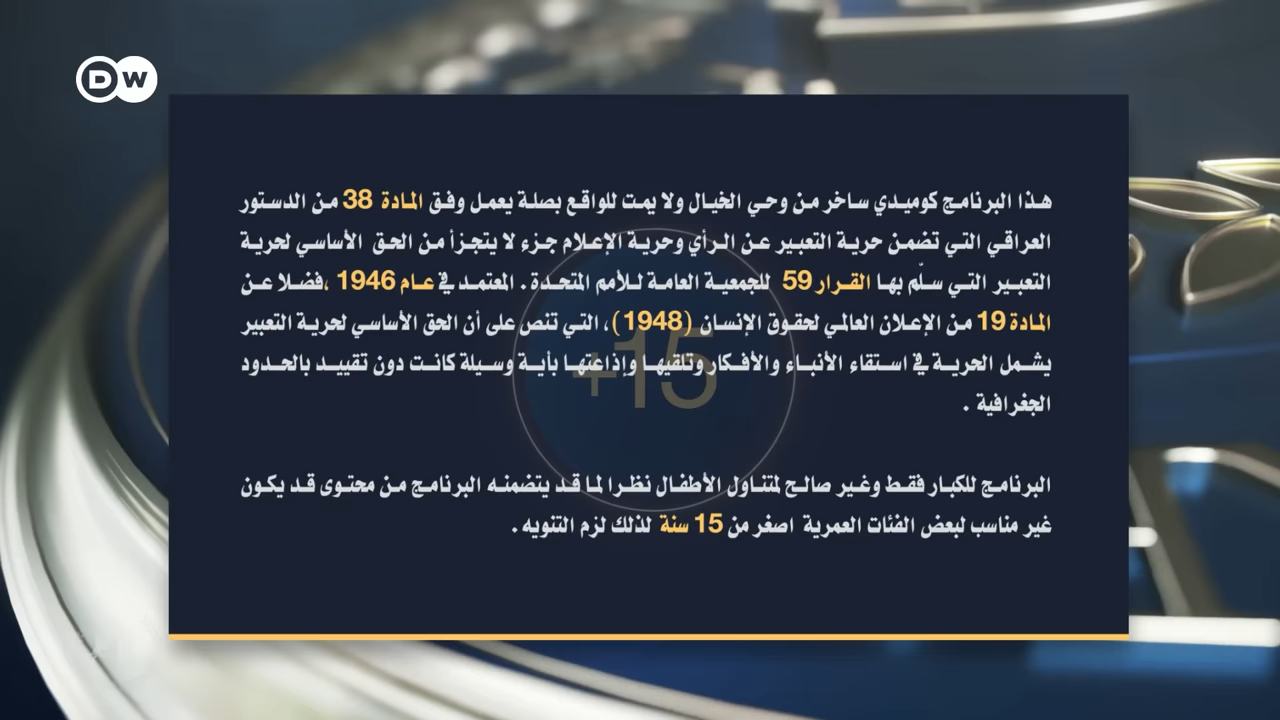 DW
هذا البرنامج كوميدي ساخر من وحي الخيال ولا يمت للواقع بصلة يعمل وفق المادة 38 من الدستور
العراقي التي تضمن حرية التعبير عن الرأي وحرية الإعلام جزء لا يتجزأ من الحق الأساسي لحرية
التعبير التي سلّم بها القرار 59 للجمعية العامة للأمم المتحدة . المعتمد في عام 1946 ،فضلا عن
المادة 19 من الإعلان العالمي لحقوق الإنسان (1948)، التي تنص على أن الحق الأساسي لحرية التعبير
يشمل الحرية في استقاء الأنباء والأفكار وتلقيها وإذاعتها بأية وسيلة كانت دون تقييد بالحدود
الجغرافية .
+15
البرنامج للكبار فقط وغير صالح لمتناول الأطفال نظرا لما قد يتضمنه البرنامج من محتوى قد يكون
غير مناسب لبعض الفئات العمرية اصغر من 15 سنة لذلك لزم التنويه .